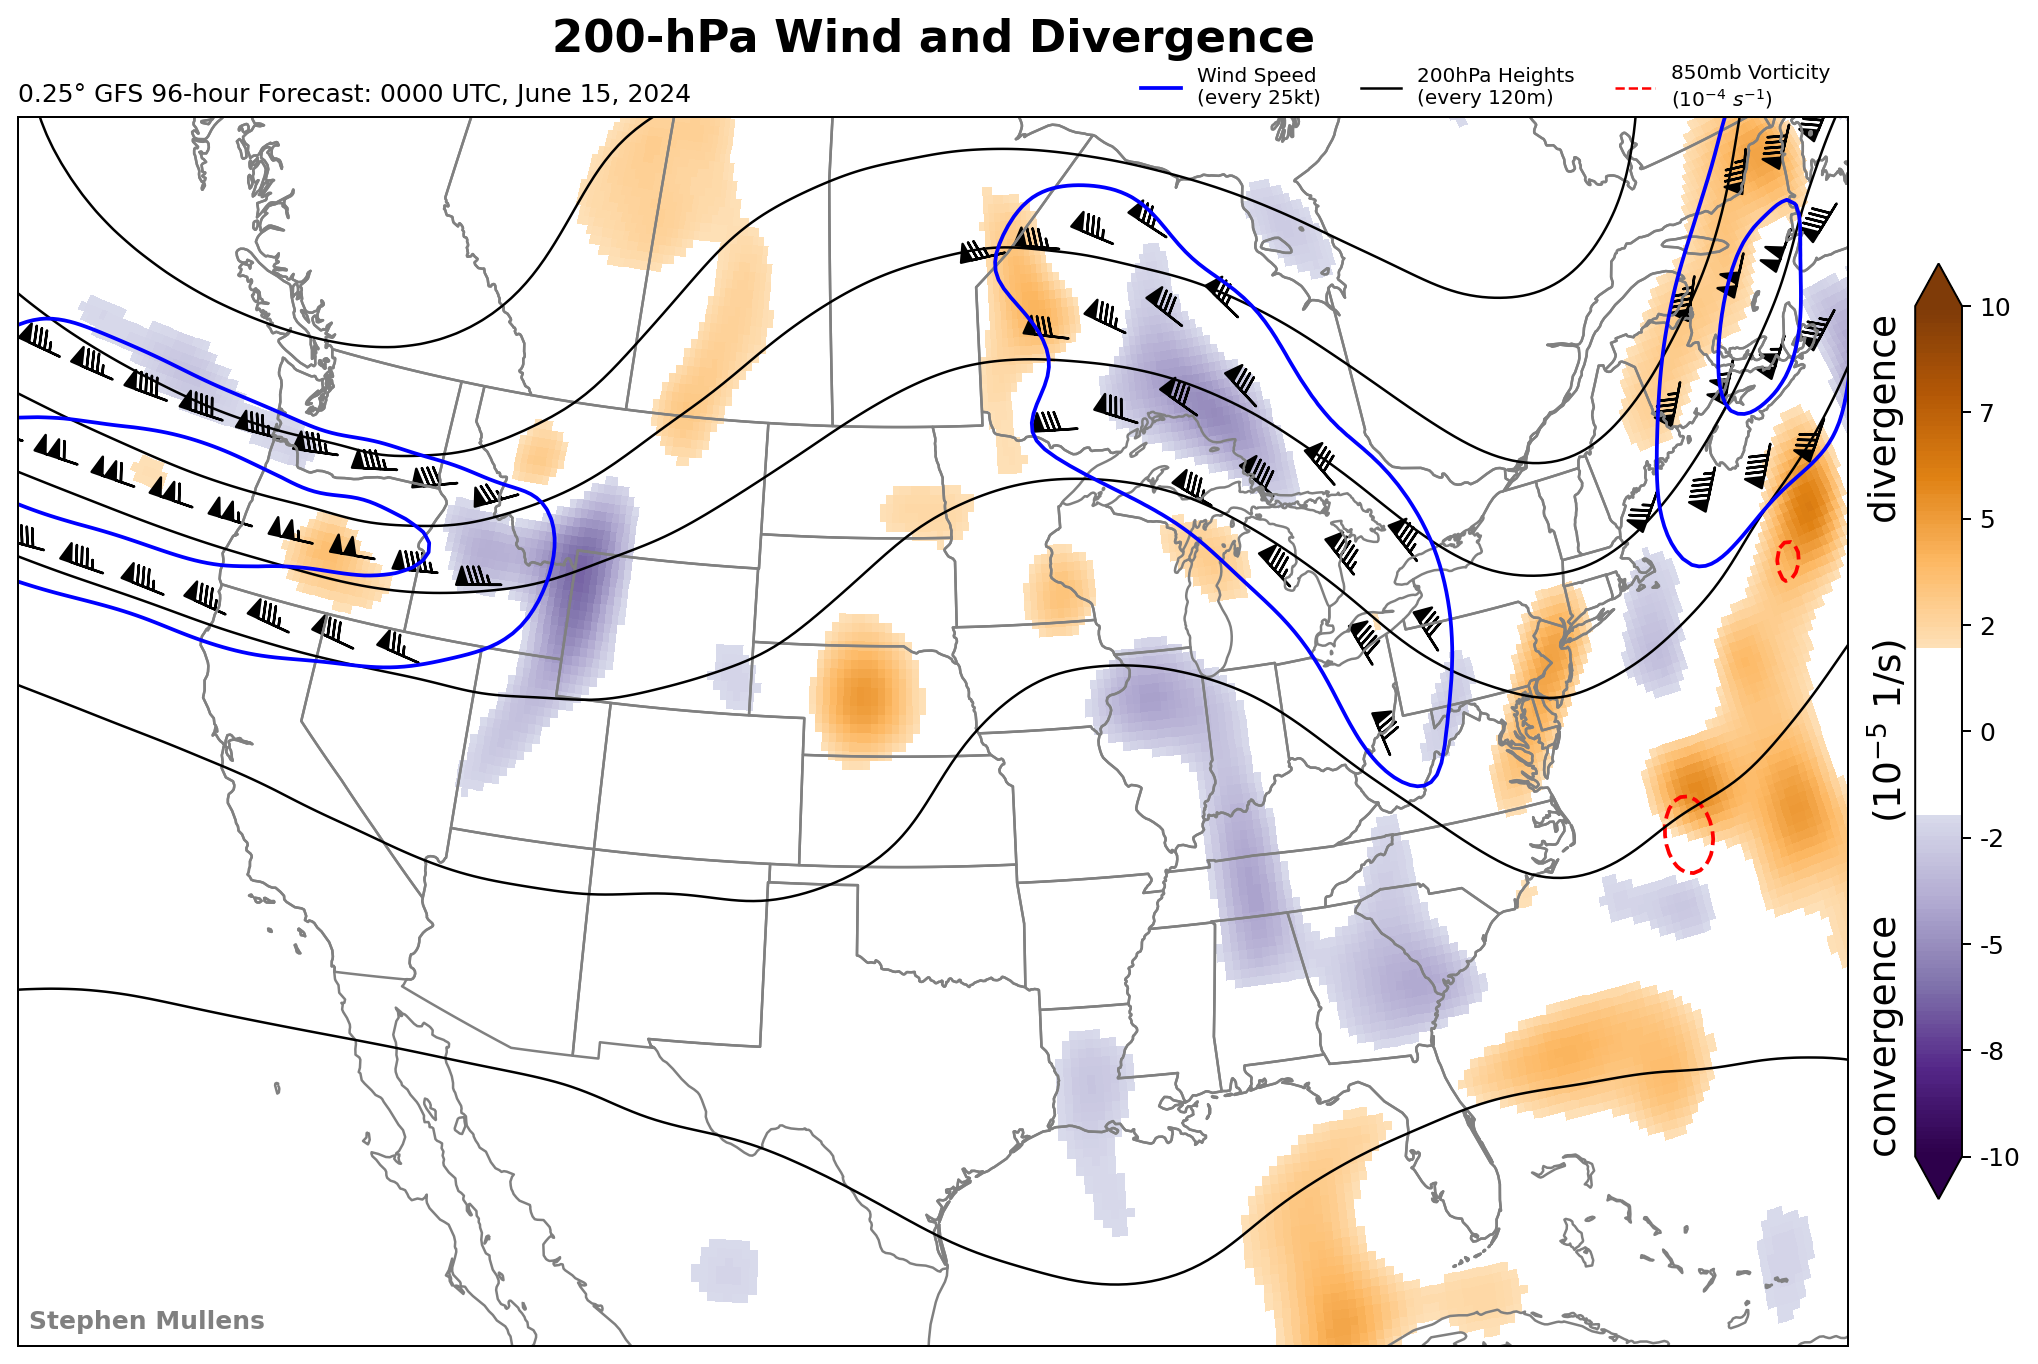 200-hPa Wind and Divergence
0.25° GFS 96-hour Forecast: 0000 UTC, June 15, 2024
Wind Speed
(every 25kt)
200hPa Heights
(every 120m)
850mb Vorticity
(10⁻⁴ s⁻¹)
10
7
5
2
0
-2
-5
-8
-10
convergence (10⁻⁵ 1/s) divergence
Stephen Mullens